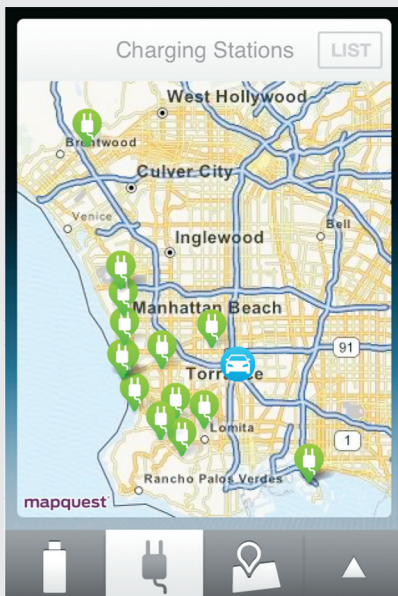 Charging Stations
LIST
West Hollywood
Brentwood
Culver City
Venice
Bell
Inglewood
Manhattan Beach
91
Torrance
Lomita
1
Rancho Palos Verdes
mapquest